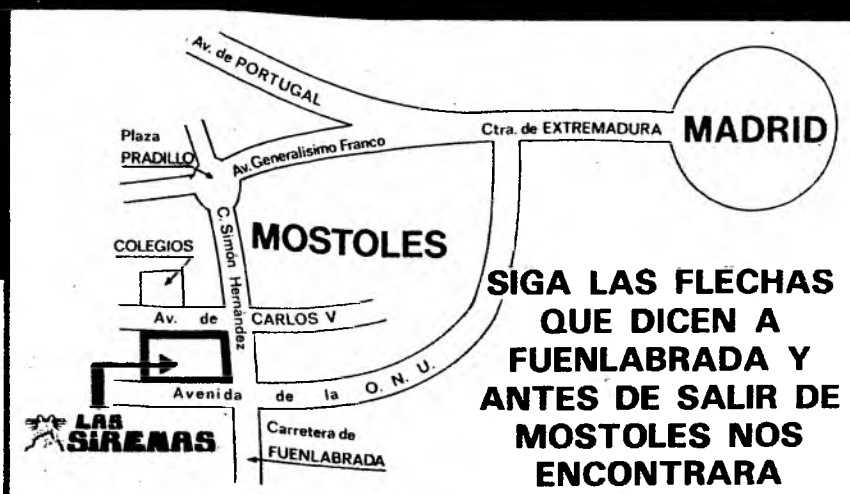 Av. de PORTUGAL
Plaza
PRADILLO
Av. Generalisimo Franco
Ctra. de EXTREMADURA
MADRID
C. Simón Hernández
MOSTOLES
COLEGIOS
Av. de CARLOS V
Avenida de la O. N. U.
LAS
SIRENAS
Carretera de
FUENLABRADA
SIGA LAS FLECHAS
QUE DICEN A
FUENLABRADA Y
ANTES DE SALIR DE
MOSTOLES NOS
ENCONTRARA